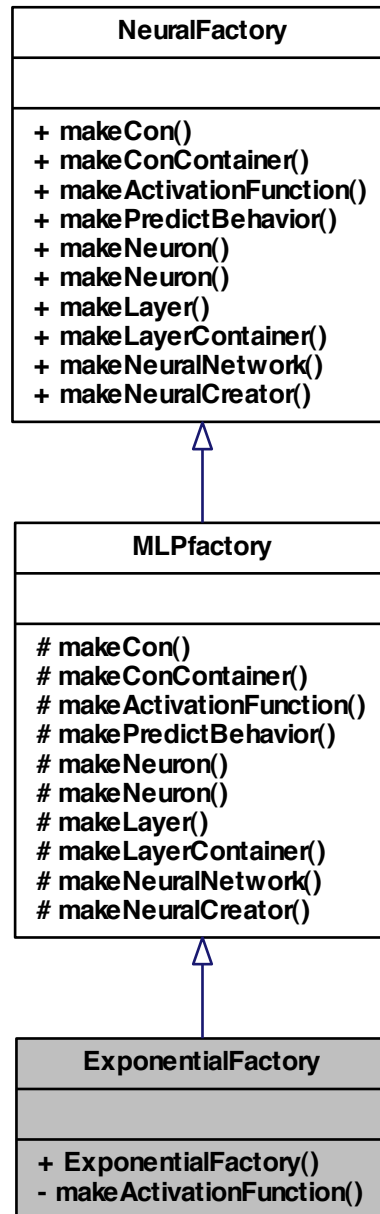 NeuralFactory
+ makeCon()
+ makeConContainer()
+ makeActivationFunction()
+ makePredictBehavior()
+ makeNeuron()
+ makeNeuron()
+ makeLayer()
+ makeLayerContainer()
+ makeNeuralNetwork()
+ makeNeuralCreator()
MLPfactory
# makeCon()
# makeConContainer()
# makeActivationFunction()
# makePredictBehavior()
# makeNeuron()
# makeNeuron()
# makeLayer()
# makeLayerContainer()
# makeNeuralNetwork()
# makeNeuralCreator()
ExponentialFactory
+ ExponentialFactory()
- makeActivationFunction()